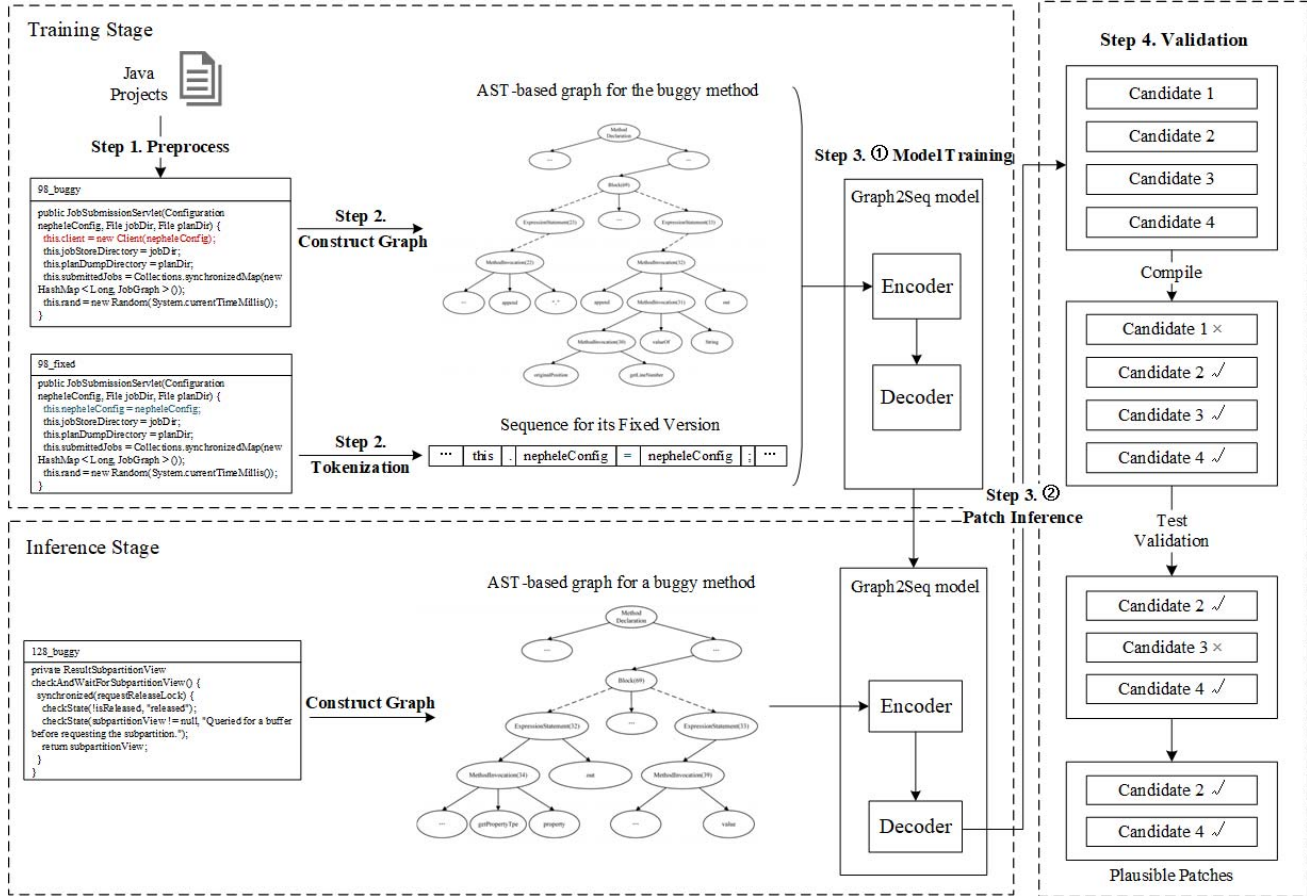 Training Stage
Java
Projects
Step 1. Preprocess
98_buggy
public JobSubmissionServlet(Configuration
nepheleConfig, File jobDir, File planDir) {
this.client = new Client(nepheleConfig);
this.jobStoreDirectory = jobDir;
this.planDumpDirectory = planDir;
this.submittedJobs = Collections.synchronizedMap(new
HashMap < Long, JobGraph > ());
this.rand = new Random(System.currentTimeMillis());
}
98_fixed
public JobSubmissionServlet(Configuration
nepheleConfig, File jobDir, File planDir) {
this.nepheleConfig = nepheleConfig;
this.jobStoreDirectory = jobDir;
this.planDumpDirectory = planDir;
this.submittedJobs = Collections.synchronizedMap(new
HashMap < Long, JobGraph > ());
this.rand = new Random(System.currentTimeMillis());
}
Step 2.
Construct Graph
Step 2.
Tokenization
AST-based graph for the buggy method
Method
Declaration
...
...
Block(69)
ExpressionStatement(23)
...
ExpressionStatement(33)
MethodInvocation(22)
MethodInvocation(32)
...
append
append
MethodInvocation(31)
out
MethodInvocation(30)
valueOf
String
originalPosition
getLineNumber
Sequence for its Fixed Version
... this . nepheleConfig = nepheleConfig ; ...
Step 3. ① Model Training
Graph2Seq model
Encoder
Decoder
Step 3. ②
Patch Inference
Inference Stage
128_buggy
private ResultSubpartitionView
checkAndWaitForSubpartitionView() {
synchronized(requestReleaseLock) {
checkState(!isReleased, "released");
checkState(subpartitionView != null, "Queried for a buffer
before requesting the subpartition.");
return subpartitionView;
}
}
Construct Graph
AST-based graph for a buggy method
Method
Declaration
...
...
Block(69)
ExpressionStatement(32)
...
ExpressionStatement(33)
MethodInvocation(34)
out
MethodInvocation(39)
...
getPropertyTpe
property
...
value
Graph2Seq model
Encoder
Decoder
Step 4. Validation
Candidate 1
Candidate 2
Candidate 3
Candidate 4
Compile
Candidate 1 ×
Candidate 2 ✓
Candidate 3 ✓
Candidate 4 ✓
Test
Validation
Candidate 2 ✓
Candidate 3 ×
Candidate 4 ✓
Candidate 2 ✓
Candidate 4 ✓
Plausible Patches